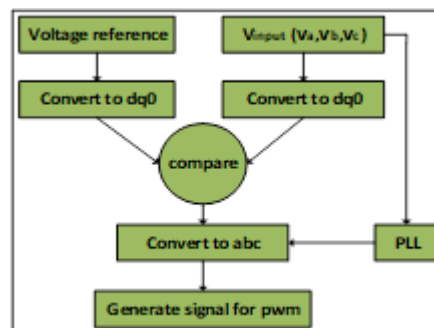 Voltage reference
Vinput (va,vb,vc)
Convert to dq0
Convert to dq0
compare
Convert to abc
PLL
Generate signal for pwm